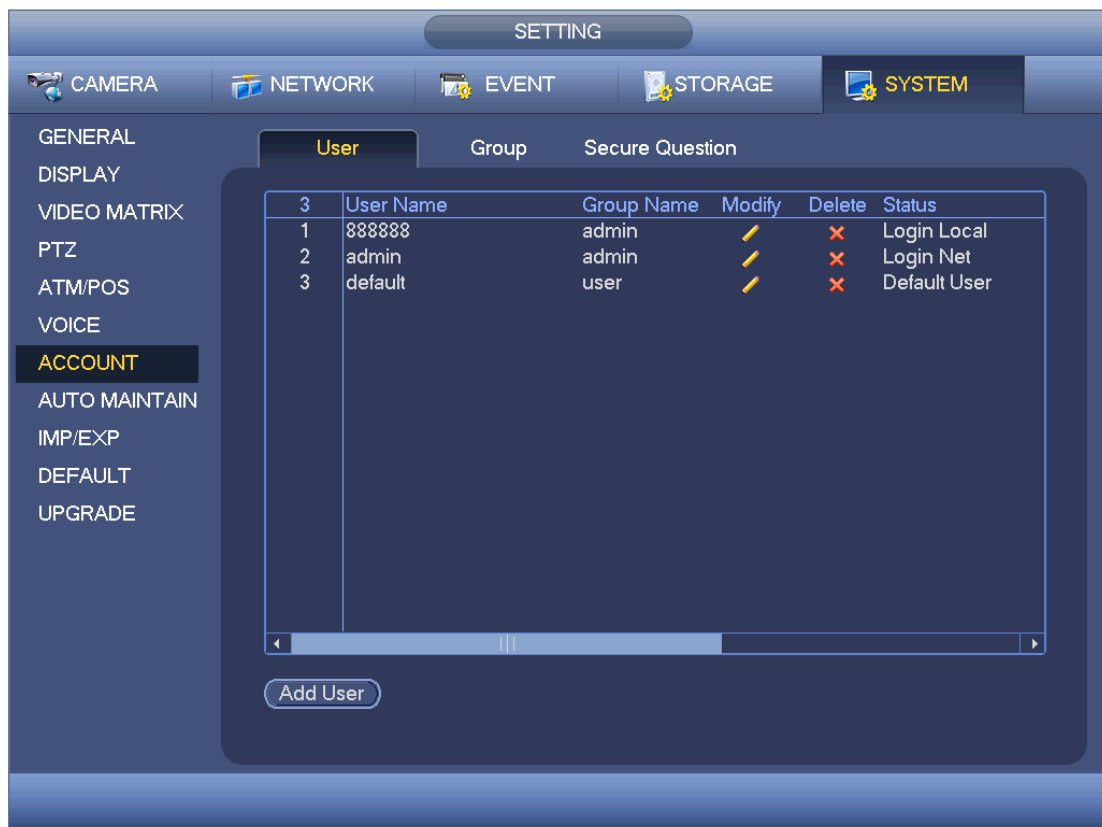 SETTING
CAMERA NETWORK EVENT STORAGE SYSTEM
GENERAL
DISPLAY
VIDEO MATRIX
PTZ
ATM/POS
VOICE
ACCOUNT
AUTO MAINTAIN
IMP/EXP
DEFAULT
UPGRADE
User Group Secure Question
3 User Name Group Name Modify Delete Status
1 888888 admin Login Local
2 admin admin Login Net
3 default user Default User
Add User